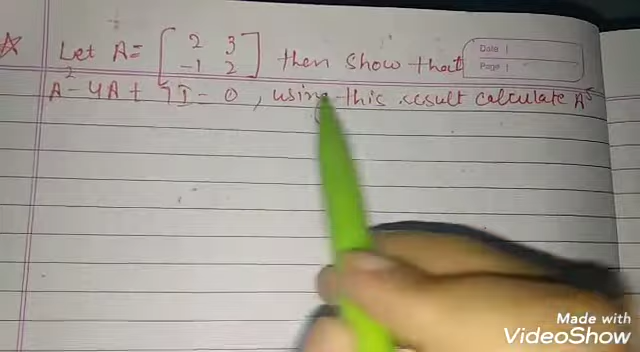 ☆ Let A= [ 2 3
-1 2 ] then show that
A² - 4A + 7I = 0, using this result calculate A⁵
Date |
Page |
Made with
VideoShow